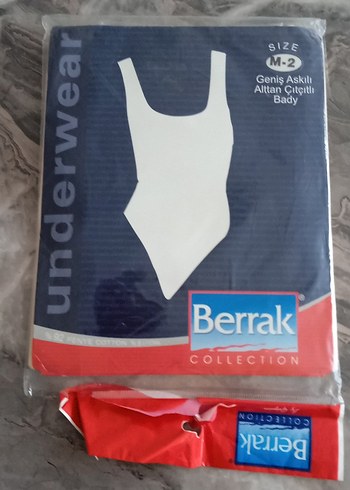 underwear
SIZE
M-2
Geniş Askılı
Alttan Çıtçıtlı
Bady
Berrak
COLLECTION
Berrak
COLLECTION